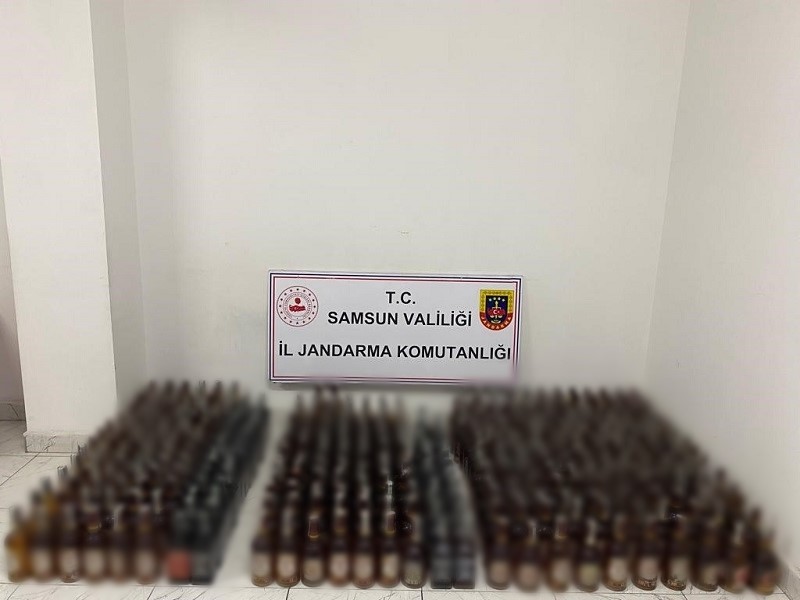 T.C.
SAMSUN VALİLİĞİ
İL JANDARMA KOMUTANLIĞI